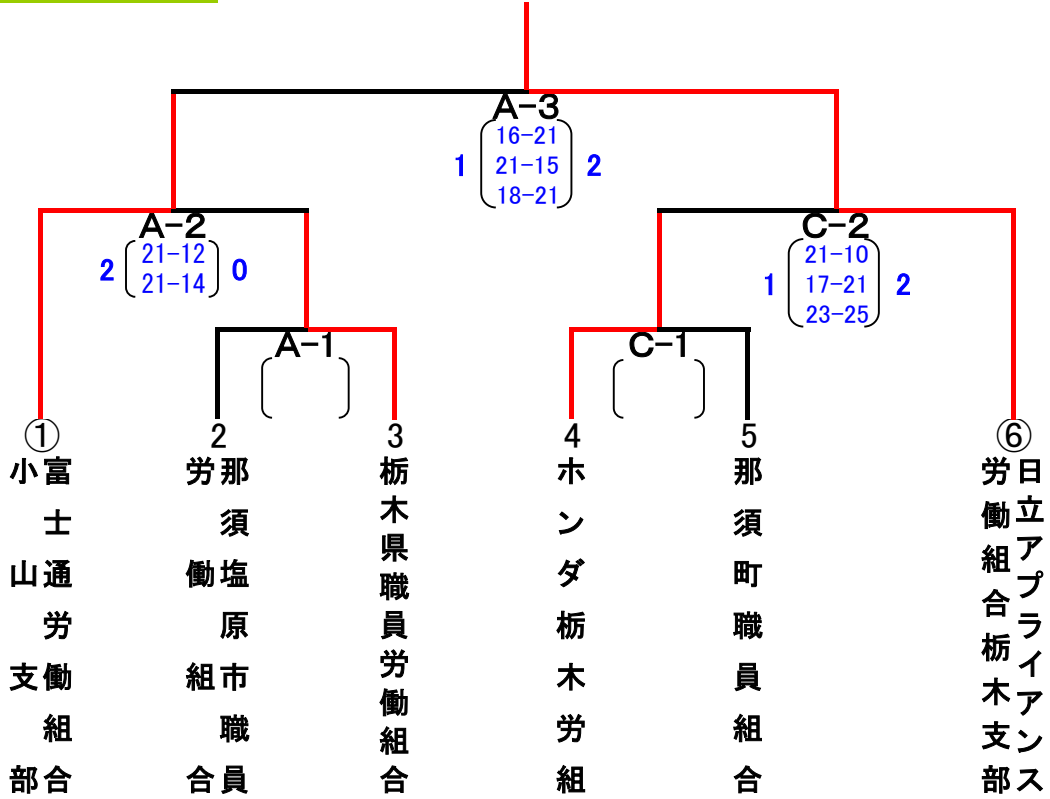 A-3
16-21
1 21-15 2
18-21
A-2
21-12
2 21-14 0
C-2
21-10
1 17-21 2
23-25
A-1
C-1
① 2 3 4 5 ⑥
富士通労働組合
小山支部
那須塩原市職員
労働組合
栃木県職員労働組合
ホンダ栃木労組
那須町職員組合
日立アプライアンス
労働組合栃木支部